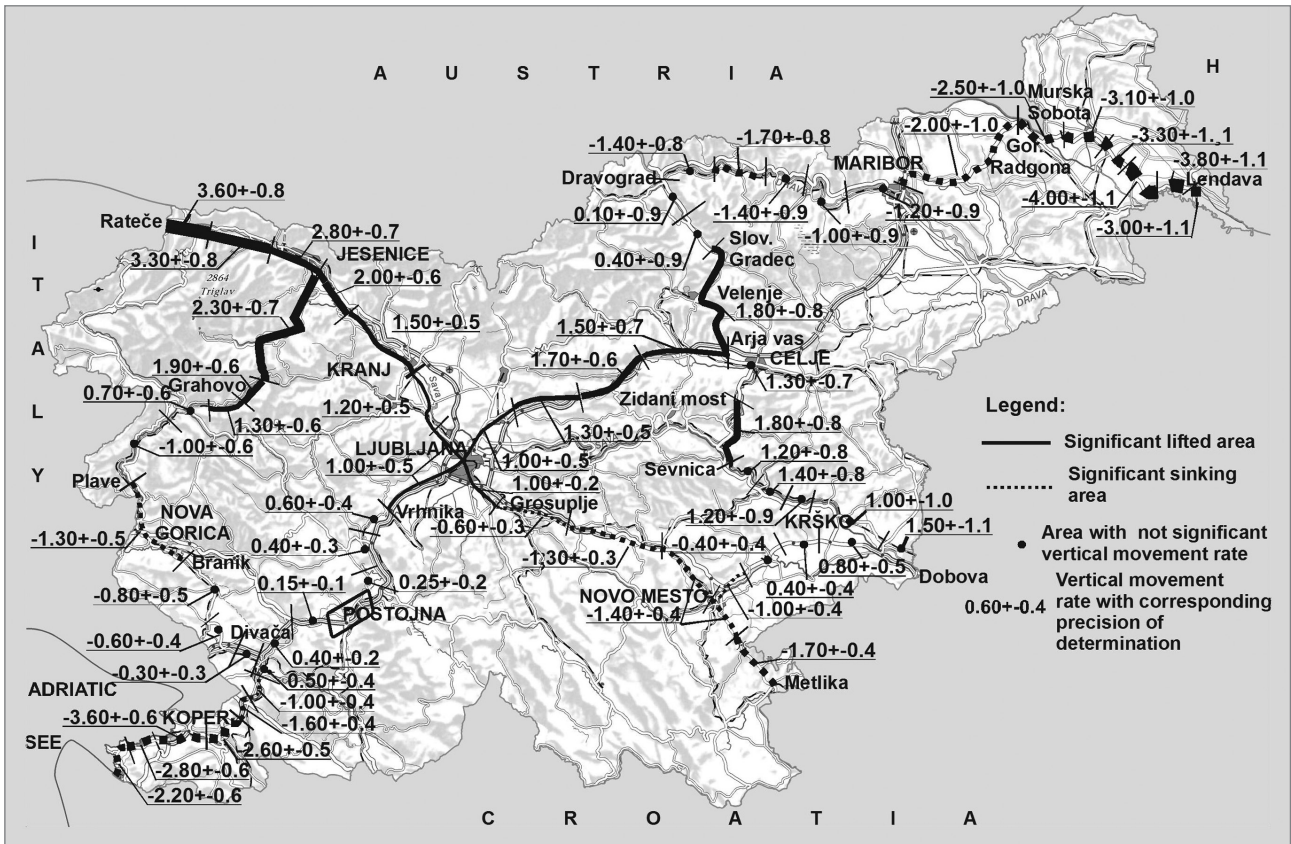 A U S T R I A
H
-2.50+-1.0
Murska
Sobota
-3.10+-1.0
-2.00+-1.0
-3.30+-1.1
Gor.
Radgona
-3.80+-1.1
Lendava
-4.00+-1.1
-3.00+-1.1
-1.70+-0.8
-1.40+-0.8
MARIBOR
Dravograd
0.10+-0.9
-1.40+-0.9
-1.20+-0.9
-1.00+-0.9
3.60+-0.8
Rateče
2.80+-0.7
JESENICE
3.30+-0.8
2864
Triglav
2.00+-0.6
2.30+-0.7
Slov.
Gradec
0.40+-0.9
Velenje
1.80+-0.8
DRAVA
I
T
A
L
Y
1.50+-0.5
1.50+-0.7
Arja vas
CELJE
1.70+-0.6
1.30+-0.7
1.90+-0.6
Grahovo
KRANJ
Sava
0.70+-0.6
1.20+-0.5
1.30+-0.6
-1.00+-0.6
Zidani most
1.30+-0.5
1.80+-0.8
LJUBLJANA
1.00+-0.5
1.00+-0.5
Sevnica
1.20+-0.8
1.40+-0.8
Plave
1.00+-0.2
Grosuplje
0.60+-0.4
Vrhnika
-0.60+-0.3
1.20+-0.9
KRŠKO
1.00+-1.0
1.50+-1.1
NOVA
GORICA
-1.30+-0.5
Branik
0.40+-0.3
-1.30+-0.3
-0.40+-0.4
0.80+-0.5
Dobova
0.15+-0.1
0.25+-0.2
0.40+-0.4
-0.80+-0.5
POSTOJNA
NOVO MESTO
-1.40+-0.4
-1.00+-0.4
Divača
-0.60+-0.4
0.40+-0.2
-0.30+-0.3
0.50+-0.4
-1.70+-0.4
Metlika
ADRIATIC
SEE
-1.00+-0.4
KOPER
-3.60+-0.6
-1.60+-0.4
-2.60+-0.5
-2.80+-0.6
-2.20+-0.6
C R O A T I A
Legend:
Significant lifted area
Significant sinking
area
Area with not significant
vertical movement rate
0.60+-0.4
Vertical movement
rate with corresponding
precision of
determination